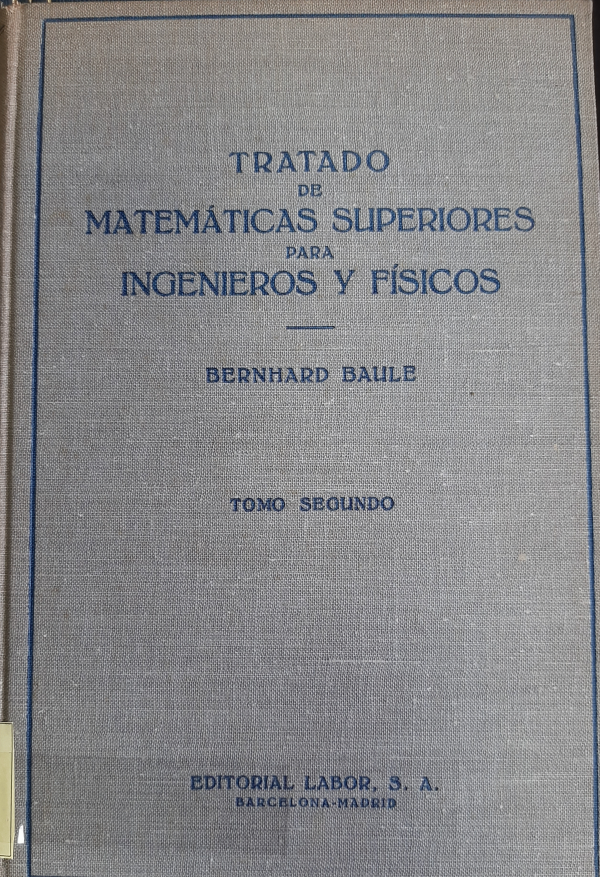 TRATADO
DE
MATEMÁTICAS SUPERIORES
PARA
INGENIEROS Y FÍSICOS
BERNHARD BAULE
TOMO SEGUNDO
EDITORIAL LABOR, S. A.
BARCELONA-MADRID